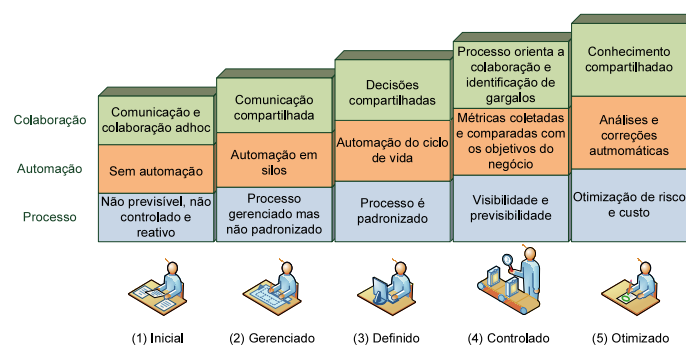 Colaboração
Automação
Processo
Comunicação e
colaboração adhoc
Sem automação
Não previsível, não
controlado e
reativo
Comunicação
compartilhada
Automação em
silos
Processo
gerenciado mas
não padronizado
Decisões
compartilhadas
Automação do ciclo
de vida
Processo é
padronizado
Processo orienta a
colaboração e
identificação de
gargalos
Métricas coletadas
e comparadas com
os objetivos do
negócio
Visibilidade e
previsibilidade
Conhecimento
compartilhadao
Análises e
correções
autmomáticas
Otimização de risco
e custo
(1) Inicial
(2) Gerenciado
(3) Definido
(4) Controlado
(5) Otimizado